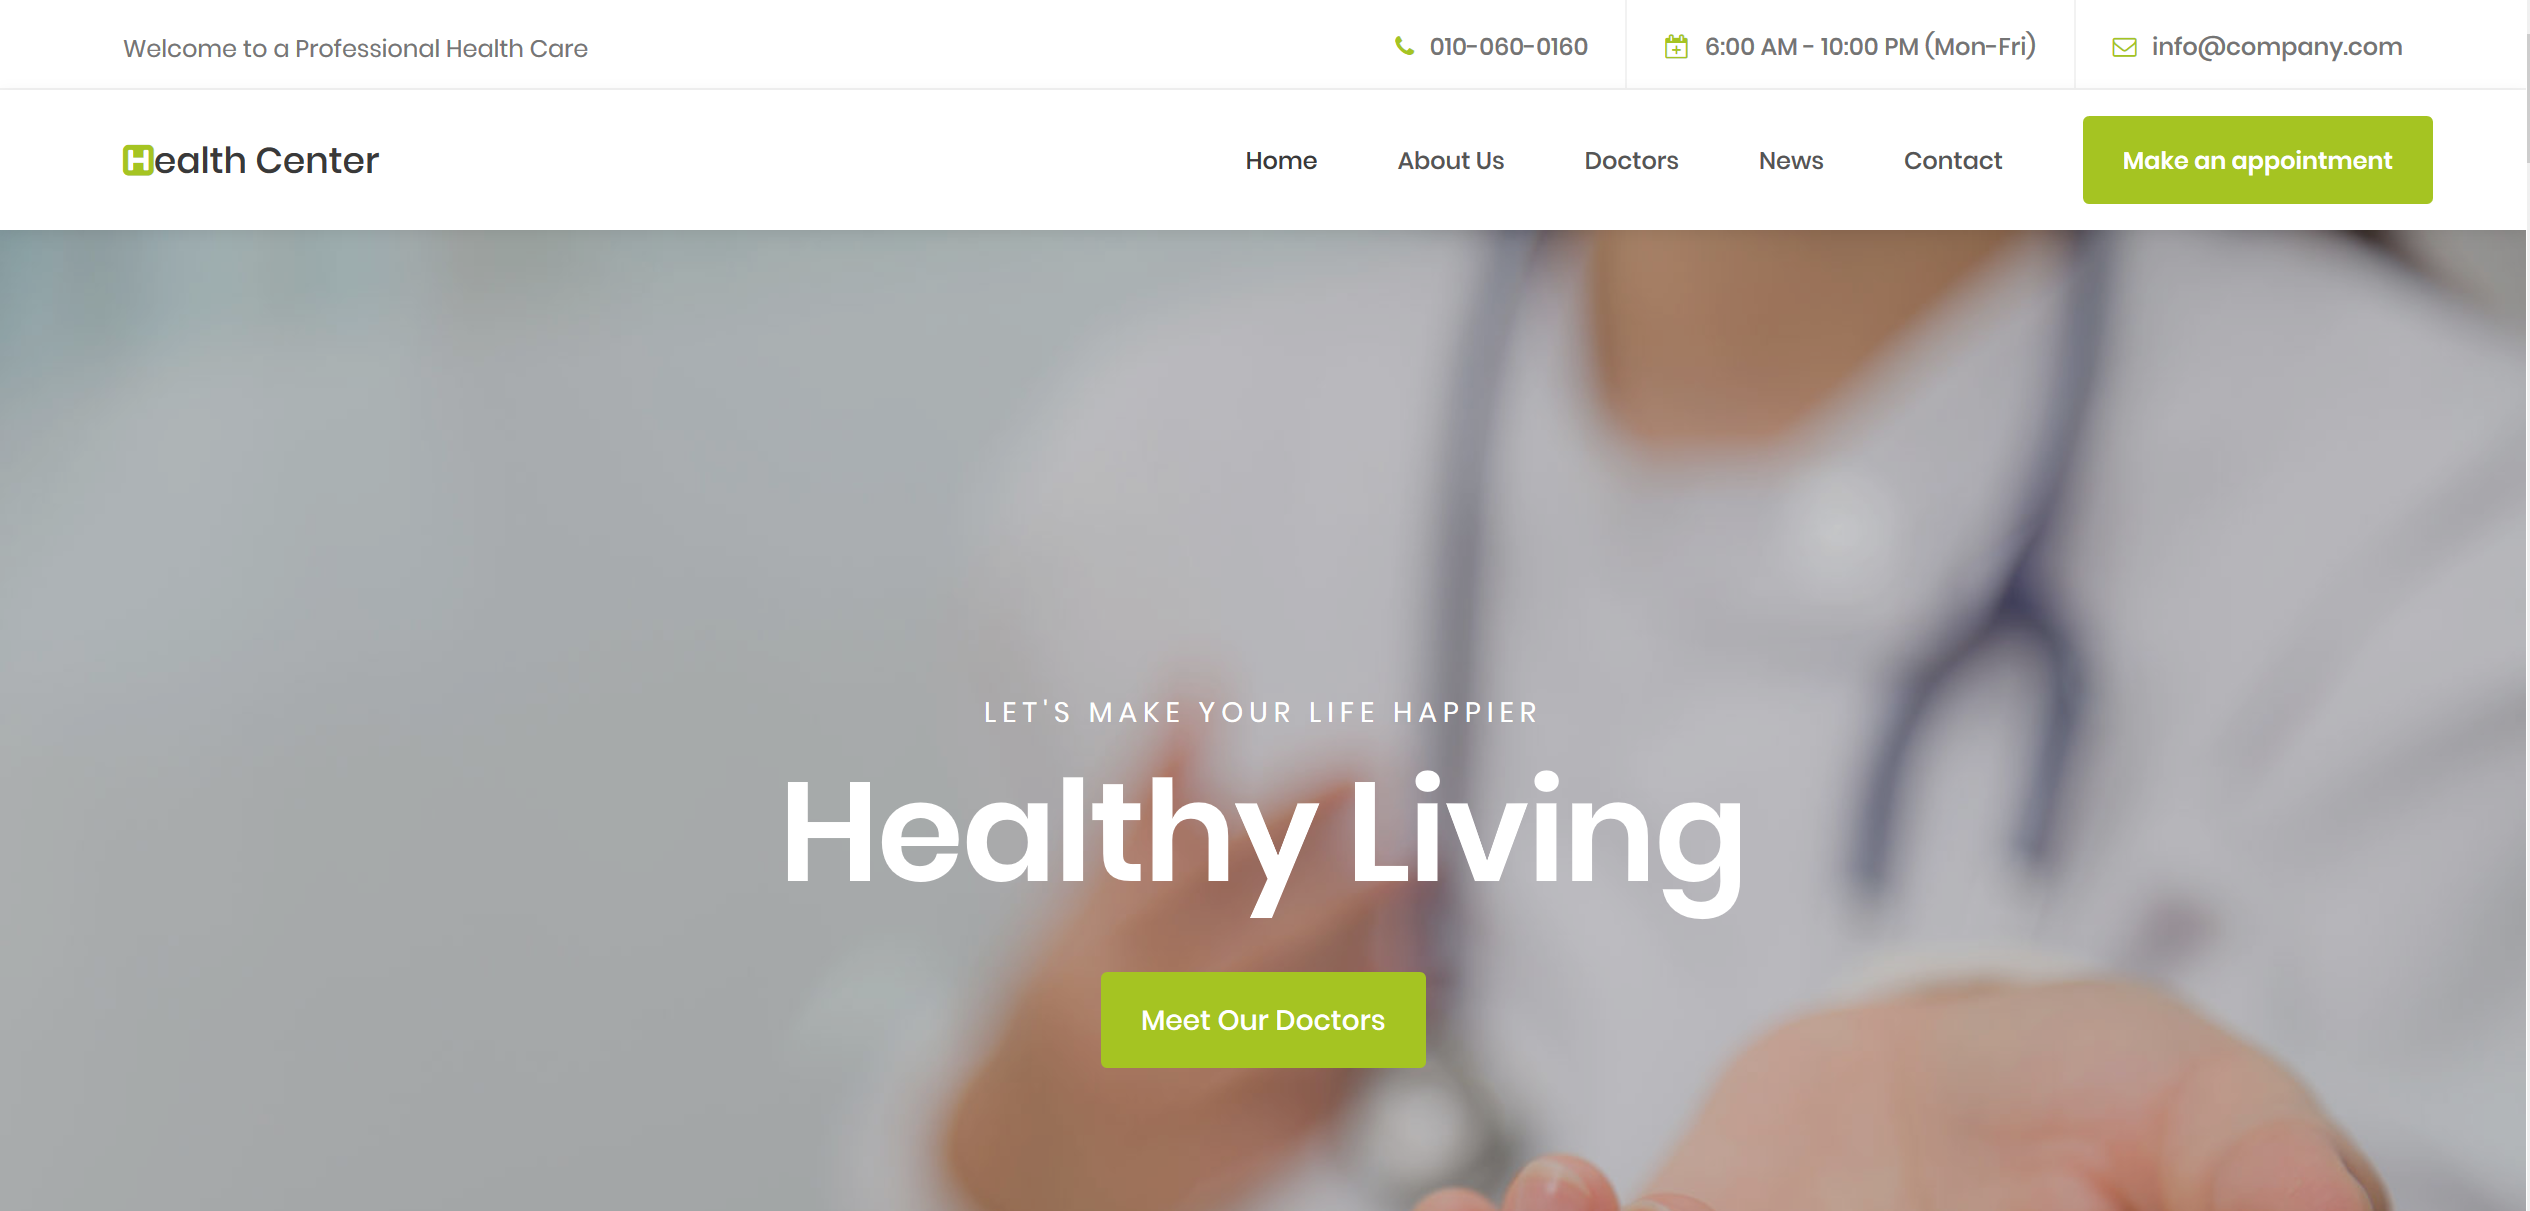 Welcome to a Professional Health Care
010-060-0160
6:00 AM - 10:00 PM (Mon-Fri)
info@company.com
Health Center
Home
About Us
Doctors
News
Contact
Make an appointment
LET'S MAKE YOUR LIFE HAPPIER
Healthy Living
Meet Our Doctors